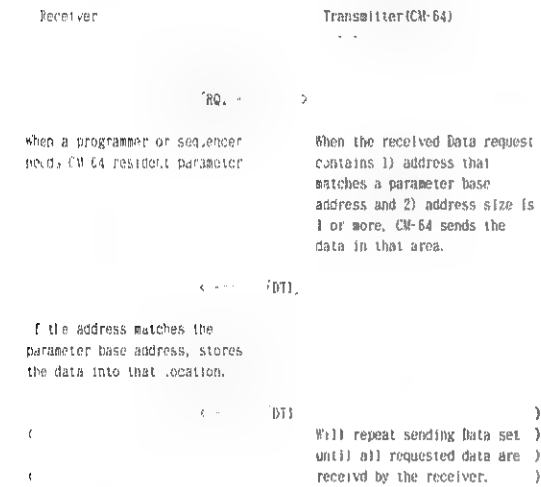 Receiver Transmitter(CM-64)
- -
RQ. - >
When a programmer or sequencer When the received Data request
CM 64 resident parameter contains 1) address that
matches a parameter base
address and 2) address size is
1 or more, CM-64 sends the
data in that area.
< - - - DT1
f the address matches the
parameter base address, stores
the data into that location.
< - DT1 )
( Will repeat sending Data set )
until all requested data are )
( receivd by the receiver. )